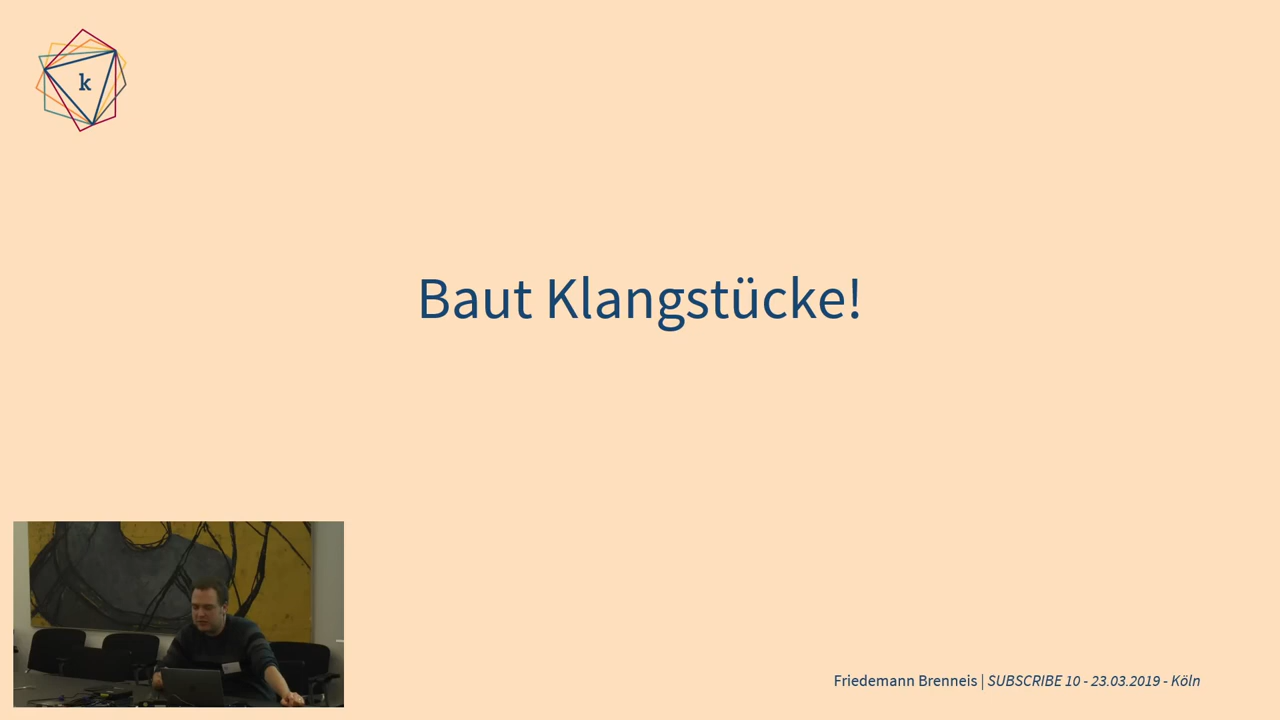 k
Baut Klangstücke!
Friedemann Brenneis | SUBSCRIBE 10 - 23.03.2019 - Köln